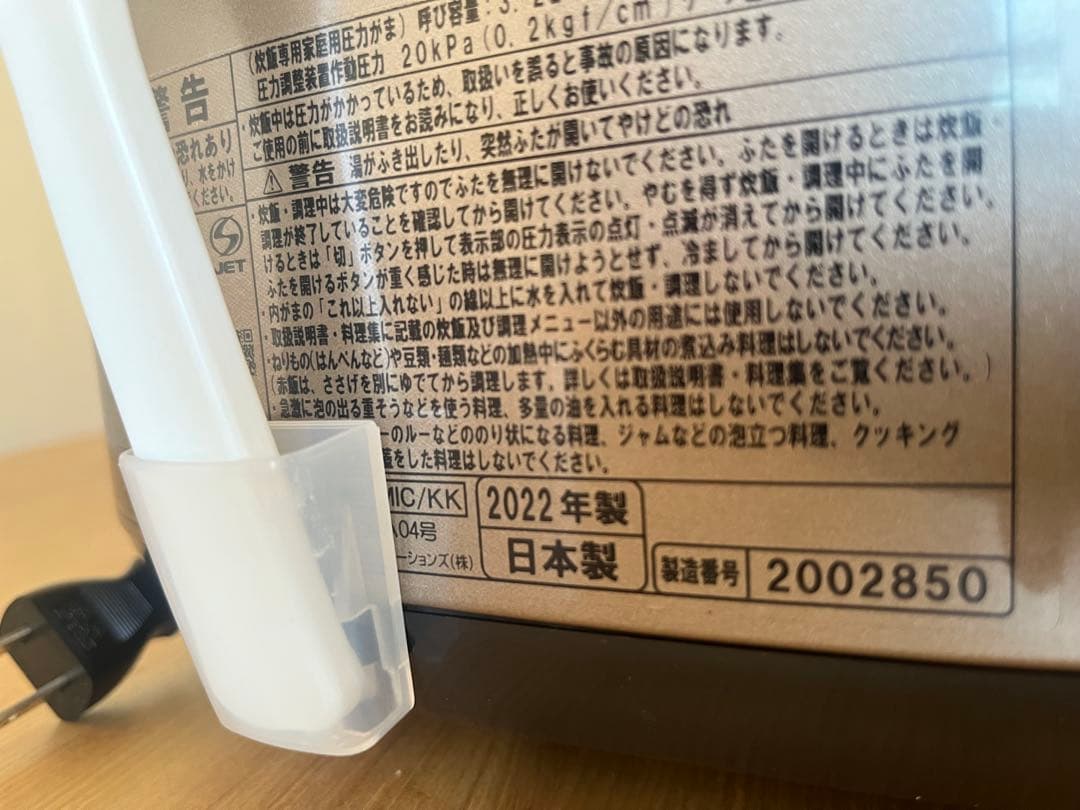 (炊飯専用家庭用圧力がま) 呼び容量:3.
圧力調整装置作動圧力 20kPa(0.2kgf/cm
・炊飯中は圧力がかかっているため、取扱いを誤ると事故の原因になります。
ご使用の前に取扱説明書をお読みになり、正しくお使いください。
警告
恐れあり
、水をかけ
ください。
JET
⚠警告 湯がふき出したり、突然ふたが開いてやけどの恐れ
・炊飯・調理中は大変危険ですのでふたを無理に開けないでください。ふたを開けるときは炊飯・
調理が終了していることを確認してから開けてください。やむを得ず炊飯・調理中にふたを開
けるときは「切」ボタンを押して表示部の圧力表示の点灯・点滅が消えてから開けてください。
ふたを開けるボタンが重く感じた時は無理に開けようとせず、冷ましてから開けてください。
・内がまの「これ以上入れない」の線以上に水を入れて炊飯・調理しないでください。
・取扱説明書・料理集に記載の炊飯及び調理メニュー以外の用途には使用しないでください。
・ねりもの(はんぺんなど)や豆類・麺類などの加熱中にふくらむ具材の煮込み料理はしないでください。
(赤飯は、ささげを別にゆでてから調理します。詳しくは取扱説明書・料理集をご覧ください。)
・急激に泡の出る重そうなどを使う料理、多量の油を入れる料理はしないでください。
ーのルーなどののり状になる料理、ジャムなどの泡立つ料理、クッキング
蓋をした料理はしないでください。
MIC/KK
04号
ーションズ(株)
2022年製
日本製
製造番号 2002850